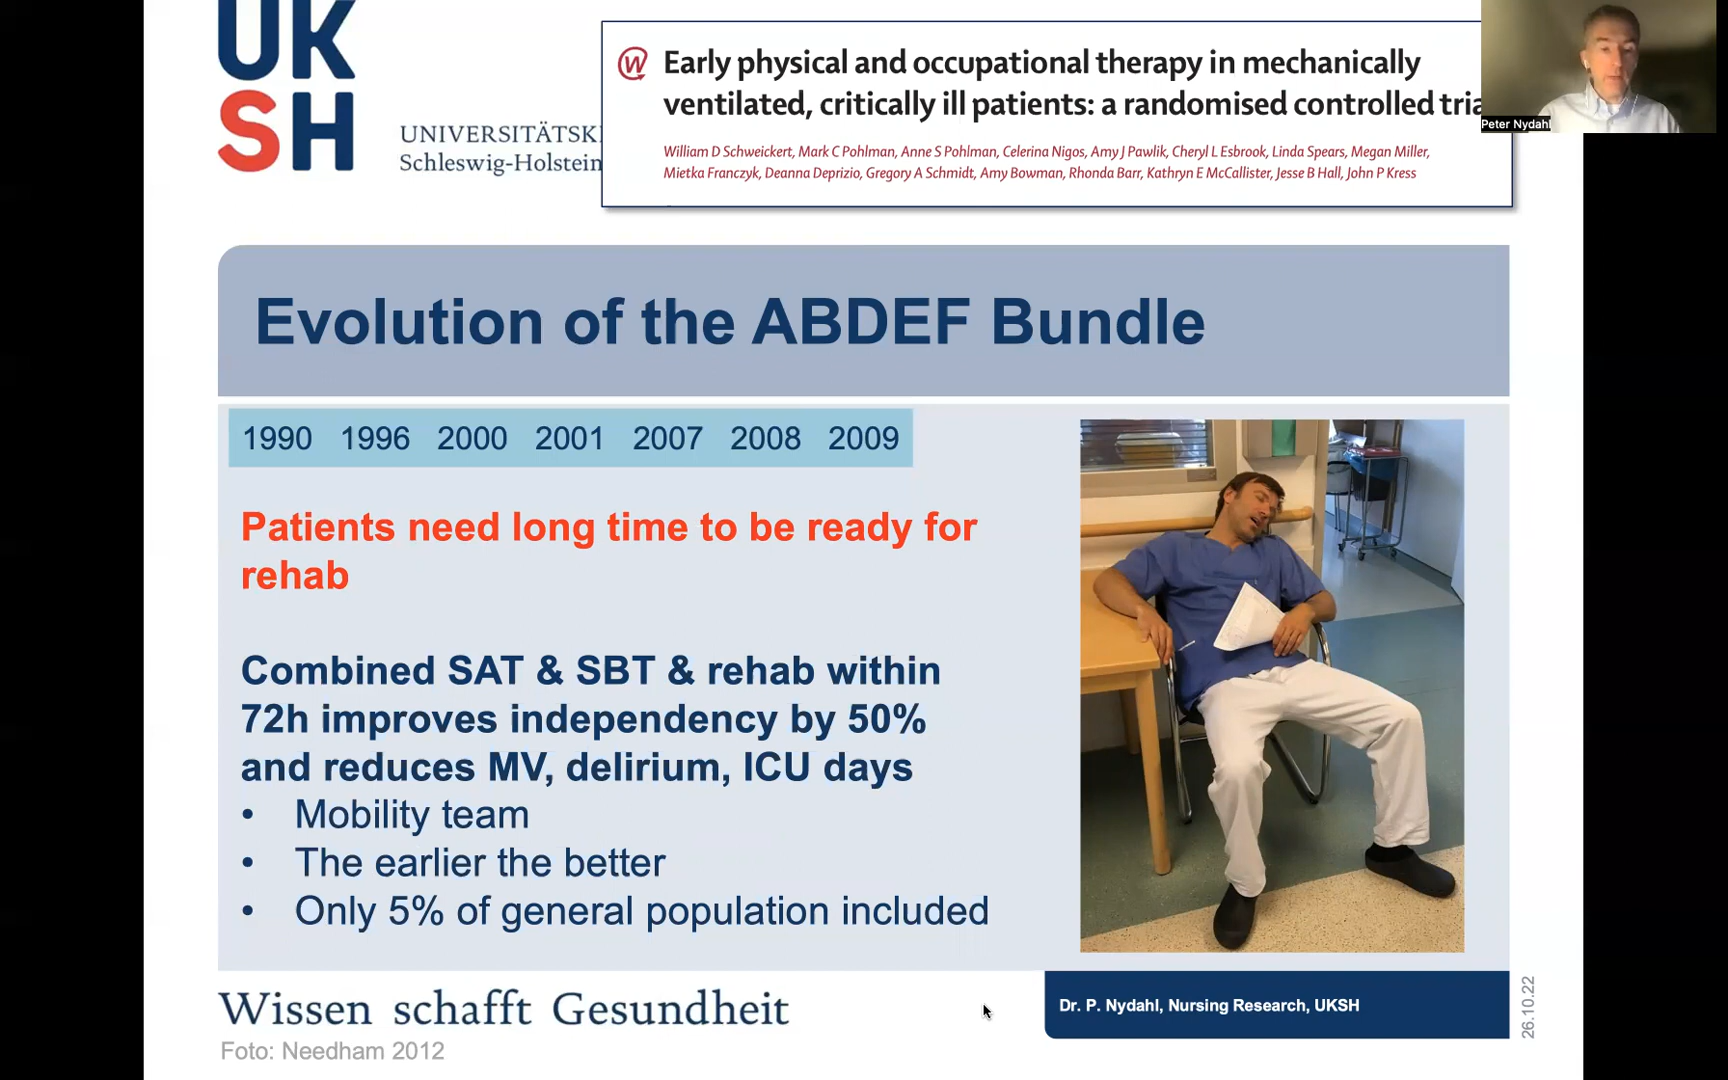 UK
SH
UNIVERSITÄTSK
Schleswig-Holstein
Early physical and occupational therapy in mechanically
ventilated, critically ill patients: a randomised controlled tria
William D Schweickert, Mark C Pohlman, Anne S Pohlman, Celerina Nigos, Amy J Pawlik, Cheryl L Esbrook, Linda Spears, Megan Miller,
Mietka Franczyk, Deanna Deprizio, Gregory A Schmidt, Amy Bowman, Rhonda Barr, Kathryn E McCallister, Jesse B Hall, John P Kress
Peter Nydahl
Evolution of the ABDEF Bundle
1990 1996 2000 2001 2007 2008 2009
Patients need long time to be ready for
rehab
Combined SAT & SBT & rehab within
72h improves independency by 50%
and reduces MV, delirium, ICU days
• Mobility team
• The earlier the better
• Only 5% of general population included
Wissen schafft Gesundheit
Dr. P. Nydahl, Nursing Research, UKSH
26.10.22
Foto: Needham 2012